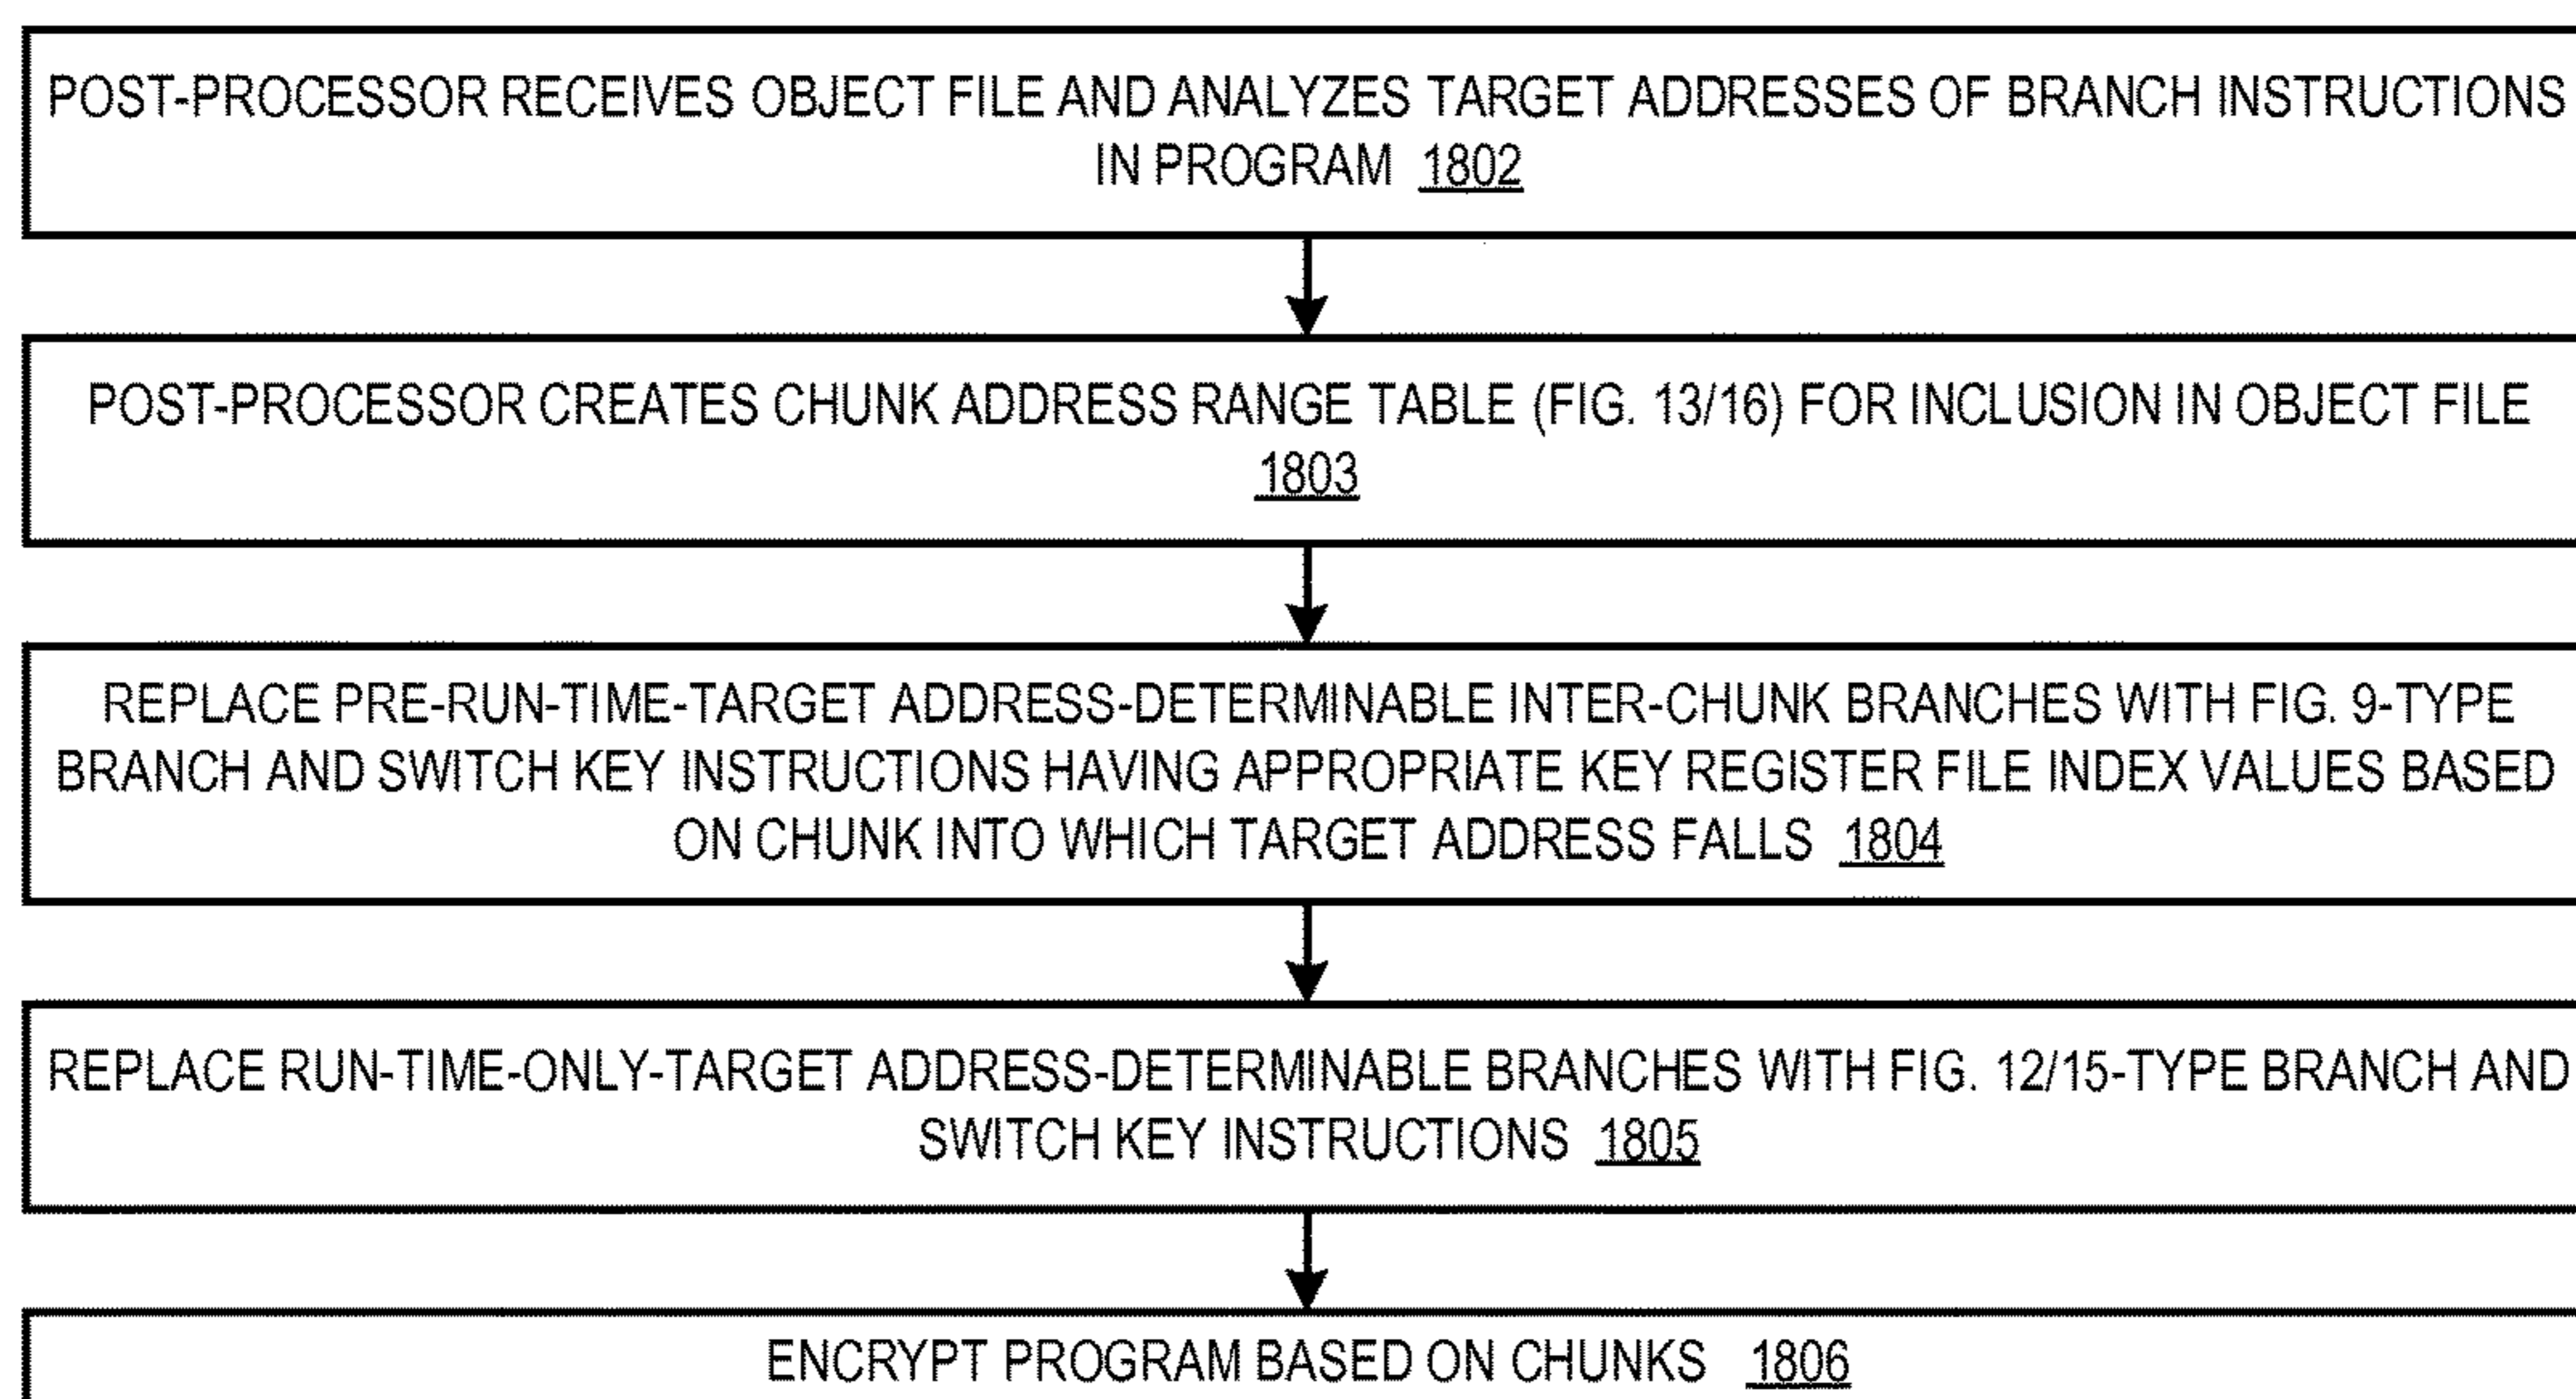 POST-PROCESSOR RECEIVES OBJECT FILE AND ANALYZES TARGET ADDRESSES OF BRANCH INSTRUCTIONS
IN PROGRAM 1802
POST-PROCESSOR CREATES CHUNK ADDRESS RANGE TABLE (FIG. 13/16) FOR INCLUSION IN OBJECT FILE
1803
REPLACE PRE-RUN-TIME-TARGET ADDRESS-DETERMINABLE INTER-CHUNK BRANCHES WITH FIG. 9-TYPE
BRANCH AND SWITCH KEY INSTRUCTIONS HAVING APPROPRIATE KEY REGISTER FILE INDEX VALUES BASED
ON CHUNK INTO WHICH TARGET ADDRESS FALLS 1804
REPLACE RUN-TIME-ONLY-TARGET ADDRESS-DETERMINABLE BRANCHES WITH FIG. 12/15-TYPE BRANCH AND
SWITCH KEY INSTRUCTIONS 1805
ENCRYPT PROGRAM BASED ON CHUNKS 1806